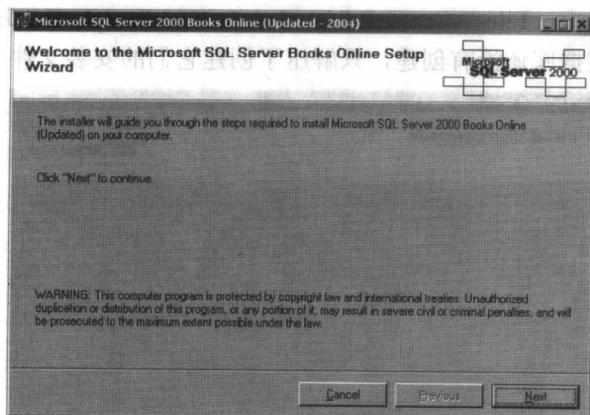 Microsoft SQL Server 2000 Books Online (Updated - 2004)
Welcome to the Microsoft SQL Server Books Online Setup
Wizard
Microsoft
SQL Server 2000
The installer will guide you through the steps required to install Microsoft SQL Server 2000 Books Online
(Updated) on your computer.
Click "Next" to continue.
WARNING: This computer program is protected by copyright law and international treaties. Unauthorized
duplication or distribution of this program, or any portion of it, may result in severe civil or criminal penalties, and will
be prosecuted to the maximum extent possible under the law.
Cancel
Previous
Next